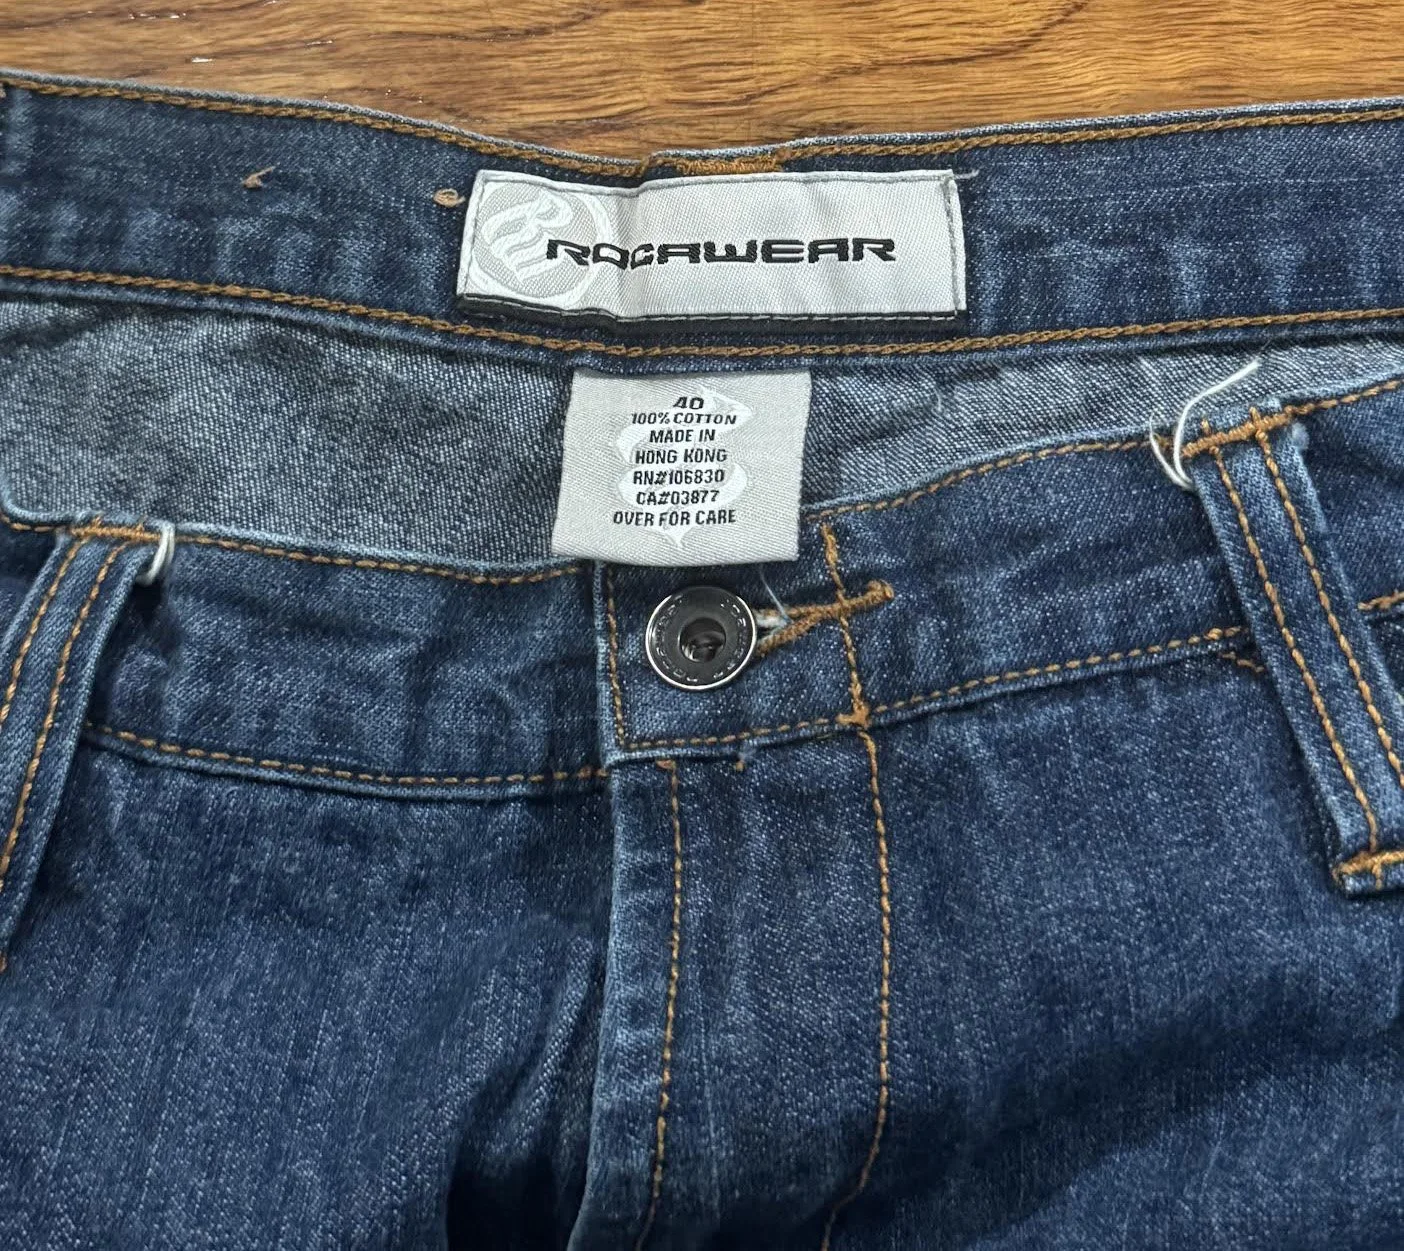 ROCAWEAR
40
100% COTTON
MADE IN
HONG KONG
RN#106830
CA#03877
OVER FOR CARE